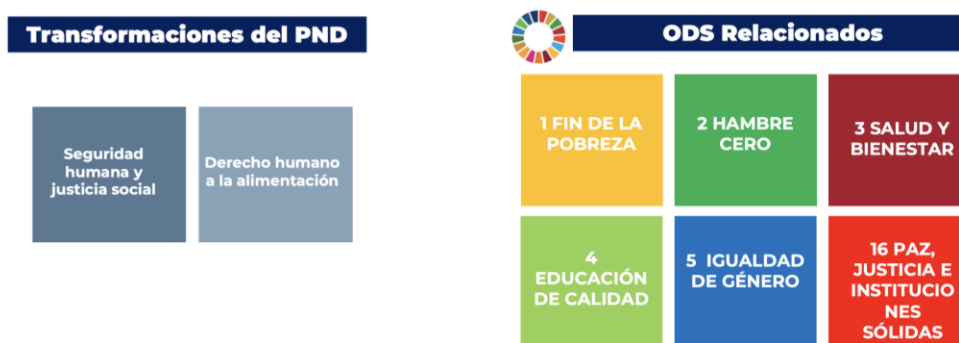 Transformaciones del PND
Seguridad
humana y
justicia social
Derecho humano
a la alimentación
ODS Relacionados
1 FIN DE LA
POBREZA
2 HAMBRE
CERO
3 SALUD Y
BIENESTAR
4
EDUCACIÓN
DE CALIDAD
5 IGUALDAD
DE GÉNERO
16 PAZ,
JUSTICIA E
INSTITUCIO
NES
SÓLIDAS